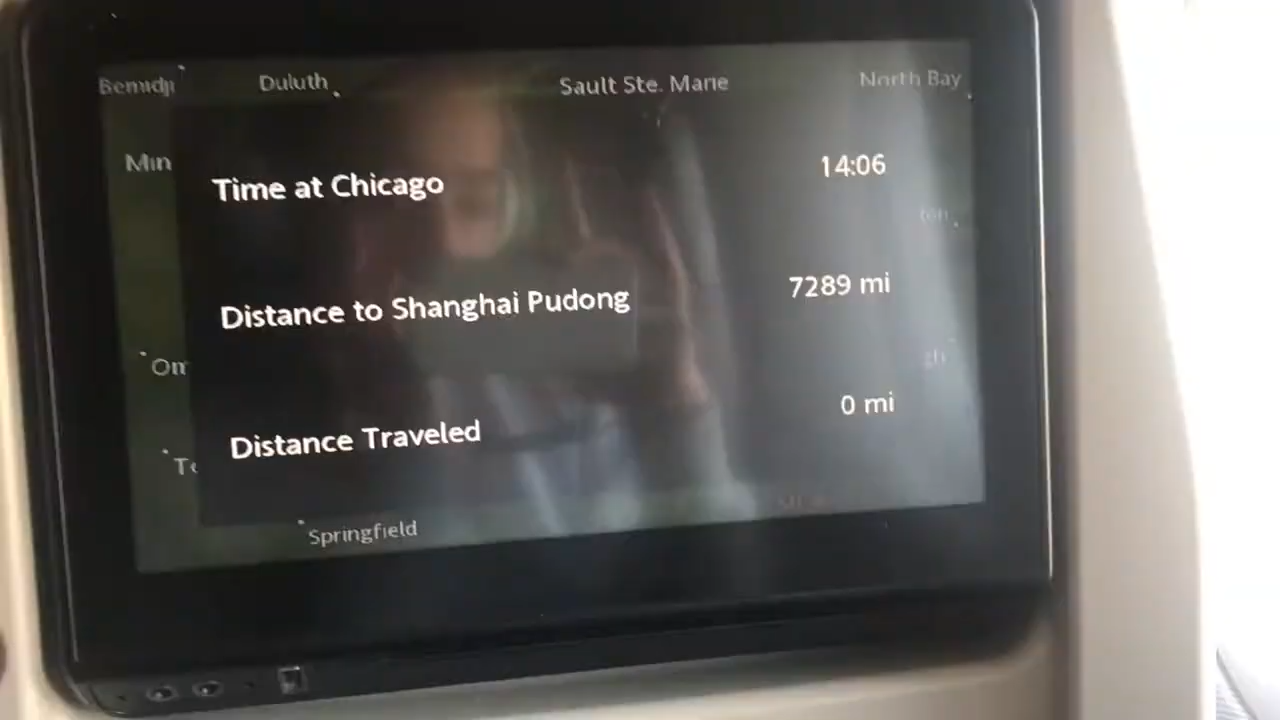 Bemidji
Duluth
Sault Ste. Marie
North Bay
Min
Time at Chicago
14:06
Distance to Shanghai Pudong
7289 mi
Om
Distance Traveled
0 mi
Springfield